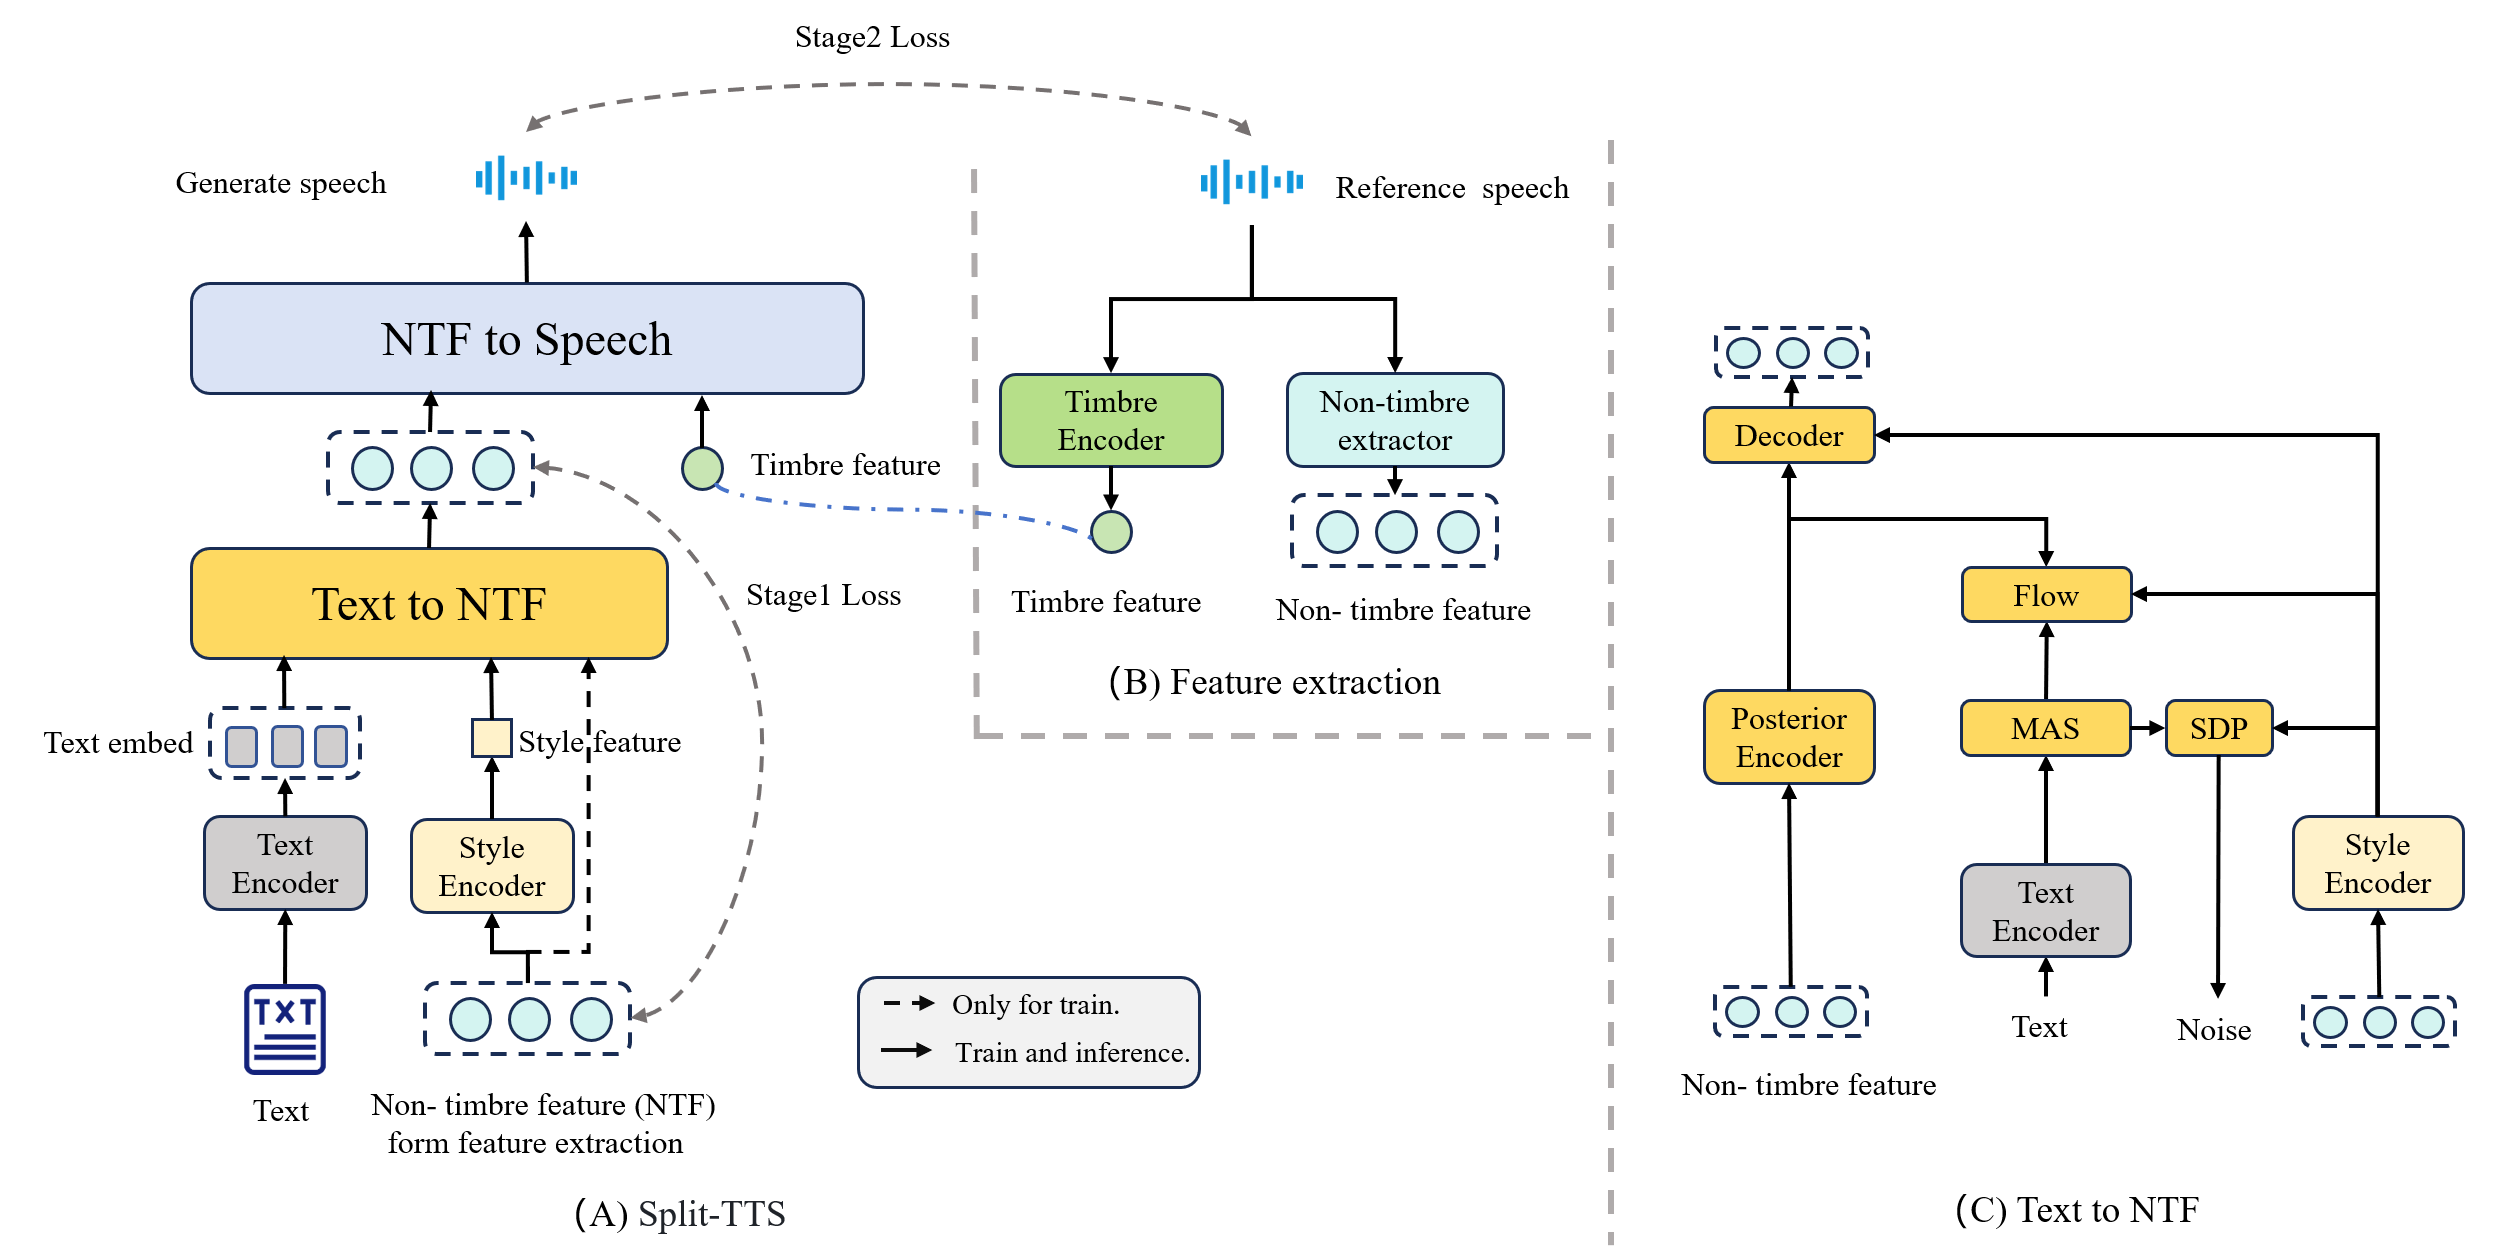 Stage2 Loss
Generate speech
Reference  speech
NTF to Speech
Timbre feature
Timbre
Encoder
Non-timbre
extractor
Timbre feature
Non- timbre feature
(B) Feature extraction
Text to NTF
Stage1 Loss
Text embed
Style feature
Text
Encoder
Style
Encoder
TXT
Text
Non- timbre feature (NTF)
form feature extraction
Only for train.
Train and inference.
(A) Split-TTS
Decoder
Flow
Posterior
Encoder
MAS
SDP
Text
Encoder
Style
Encoder
Text
Noise
Non- timbre feature
(C) Text to NTF